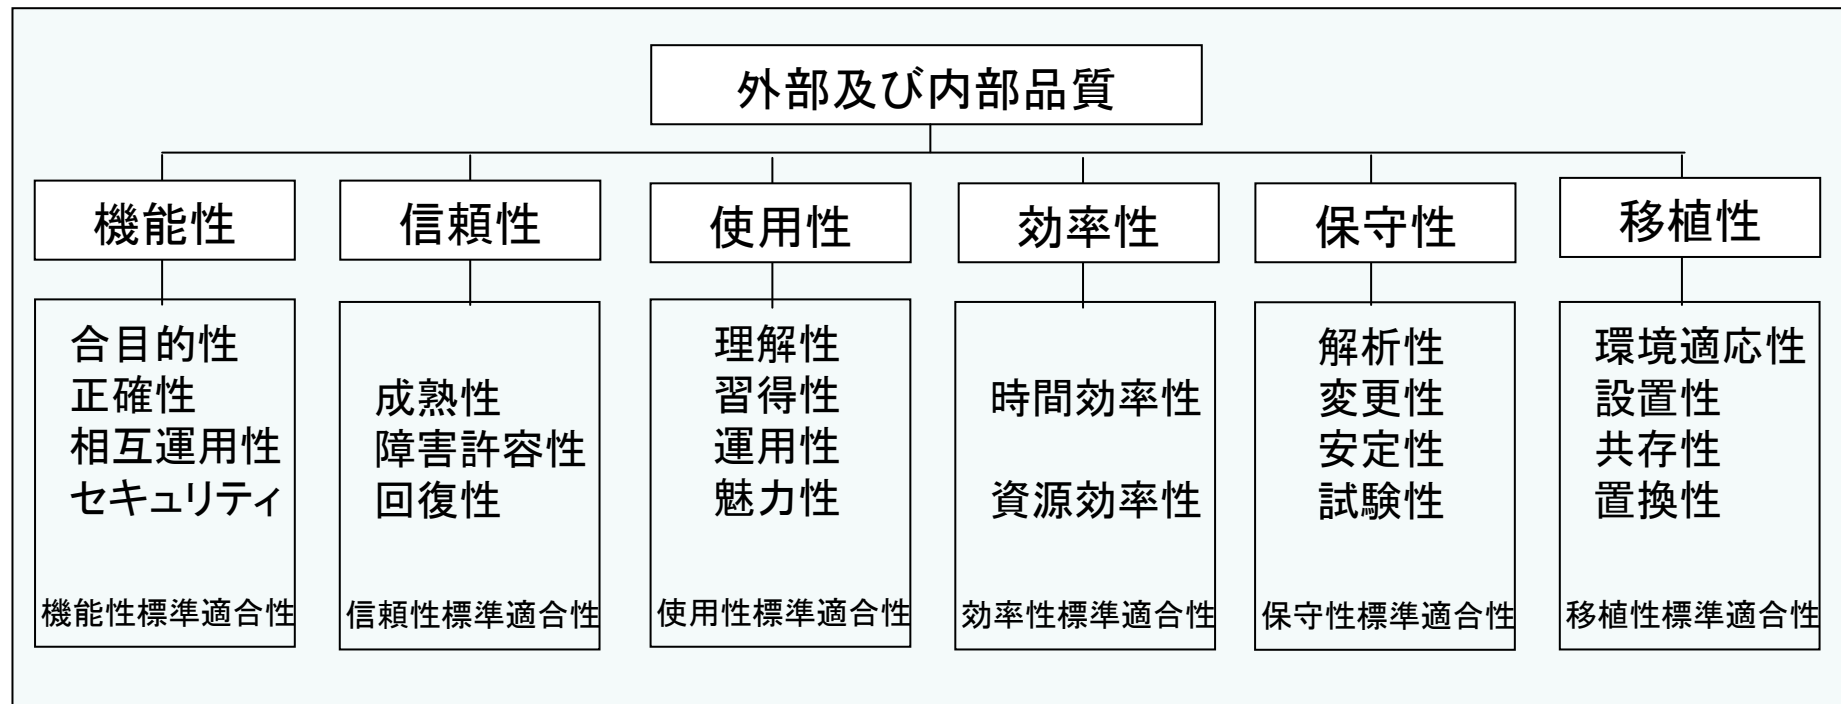 外部及び内部品質
機能性
信頼性
使用性
効率性
保守性
移植性
合目的性
正確性
相互運用性
セキュリティ
機能性標準適合性
成熟性
障害許容性
回復性
信頼性標準適合性
理解性
習得性
運用性
魅力性
使用性標準適合性
時間効率性
資源効率性
効率性標準適合性
解析性
変更性
安定性
試験性
保守性標準適合性
環境適応性
設置性
共存性
置換性
移植性標準適合性